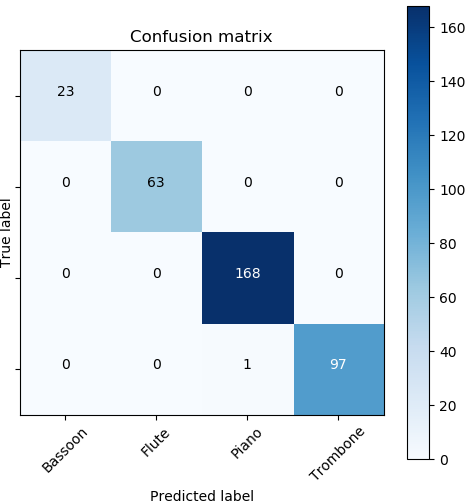 Confusion matrix
23 0 0 0
0 63 0 0
0 0 168 0
0 0 1 97
True label
Bassoon Flute Piano Trombone
Predicted label
160
140
120
100
80
60
40
20
0